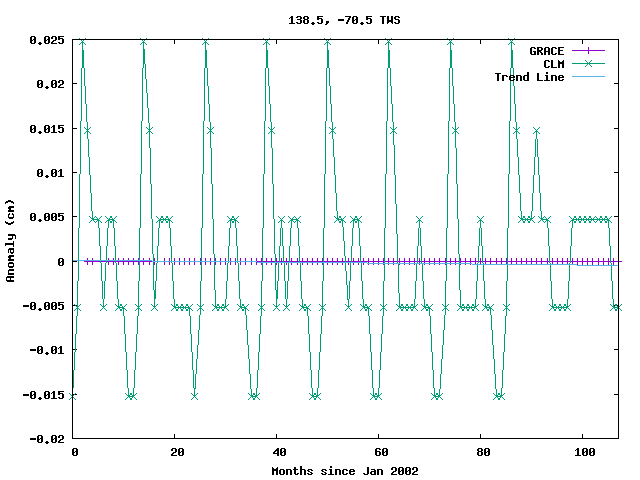 138.5, -70.5 TWS
GRACE
CLM
Trend Line
Anomaly (cm)
0.025
0.02
0.015
0.01
0.005
0
-0.005
-0.01
-0.015
-0.02
0 20 40 60 80 100
Months since Jan 2002